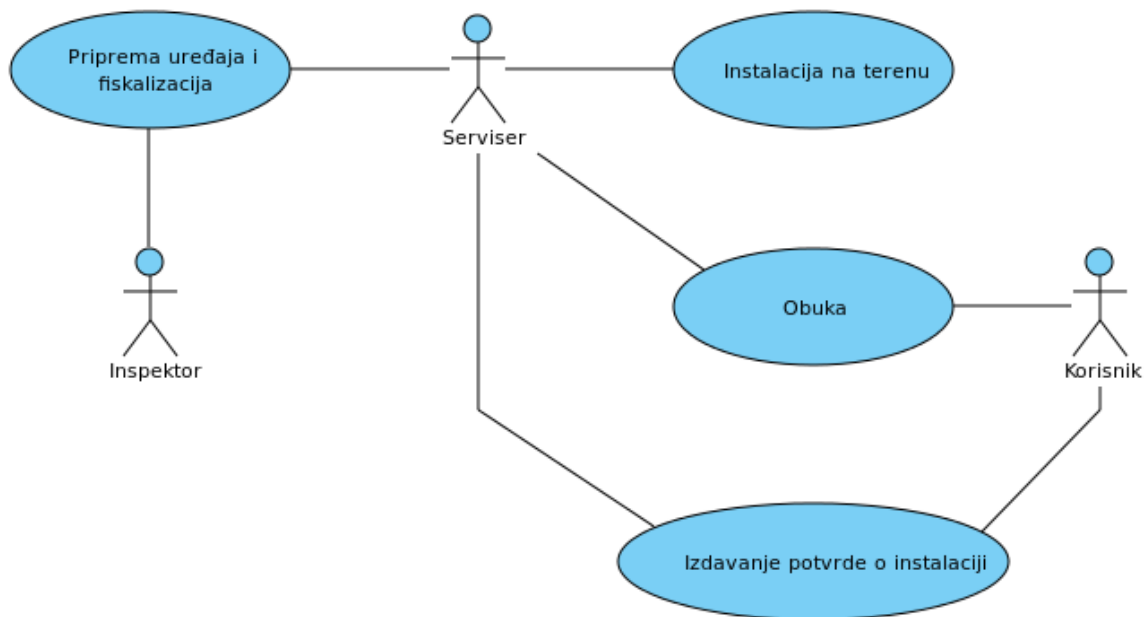 Priprema uređaja i
fiskalizacija
Serviser
Instalacija na terenu
Inspektor
Obuka
Korisnik
Izdavanje potvrde o instalaciji